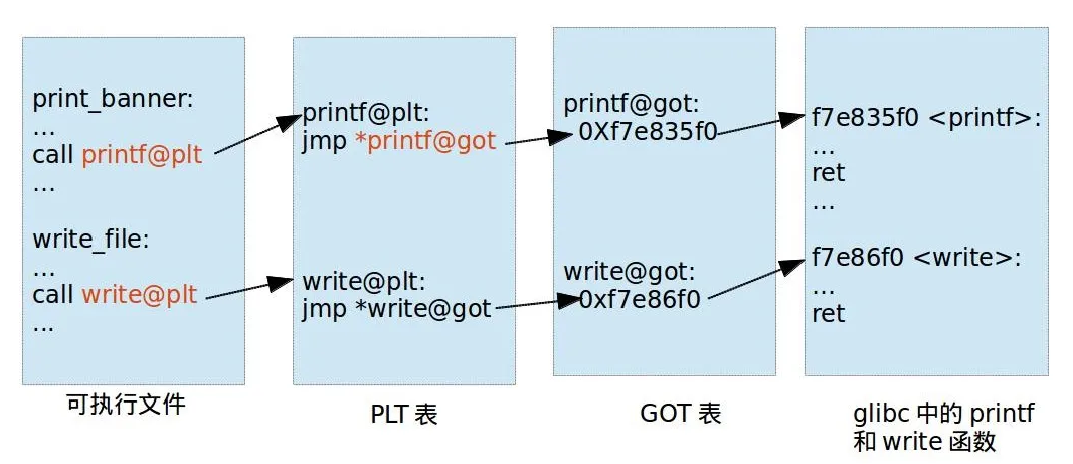 print_banner:
...
call printf@plt
...
write_file:
...
call write@plt
...
可执行文件
printf@plt:
jmp *printf@got
write@plt:
jmp *write@got
PLT 表
printf@got:
0Xf7e835f0
write@got:
0xf7e86f0
GOT 表
f7e835f0 <printf>:
...
ret
...
f7e86f0 <write>:
...
ret
glibc 中的 printf
和 write 函数